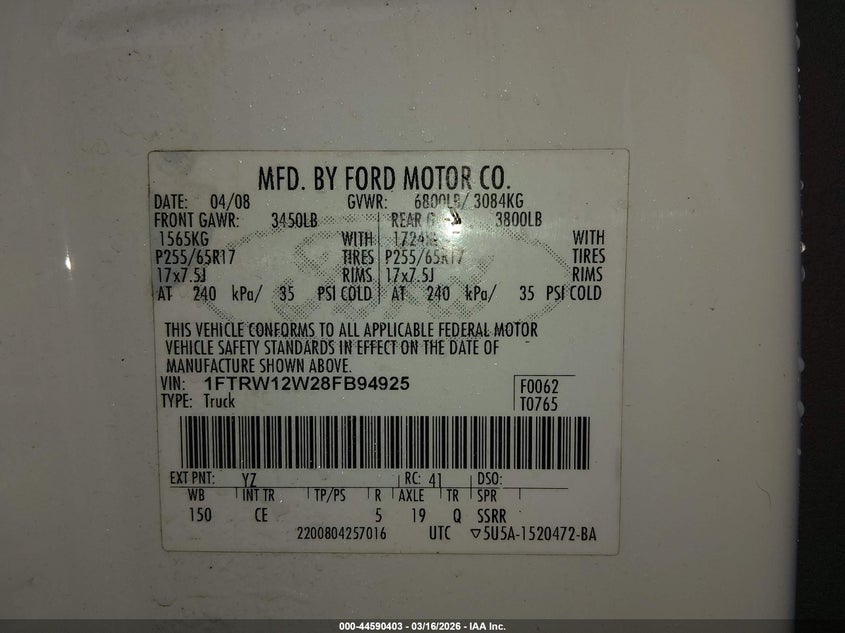 MFD. BY FORD MOTOR CO.
DATE: 04/08 GVWR: 6800LB/ 3084KG
FRONT GAWR: 3450LB REAR 3800LB
1565KG WITH WITH
P255/65R17 TIRES P255/65R17 TIRES
17x7.5J RIMS 17x7.5J RIMS
AT 240 kPa/ 35 PSI COLD AT 240 kPa/ 35 PSI COLD
THIS VEHICLE CONFORMS TO ALL APPLICABLE FEDERAL MOTOR
VEHICLE SAFETY STANDARDS IN EFFECT ON THE DATE OF
MANUFACTURE SHOWN ABOVE.
VIN: 1FTRW12W28FB94925 F0062
TYPE: Truck T0765
EXT PNT: YZ RC: 41 DSO:
WB INT TR TP/PS R AXLE TR SPR
150 CE 5 19 Q SSRR
2200804257016 UTC ▽5U5A-1520472-BA
000-44590403 - 03/16/2026 - IAA Inc.